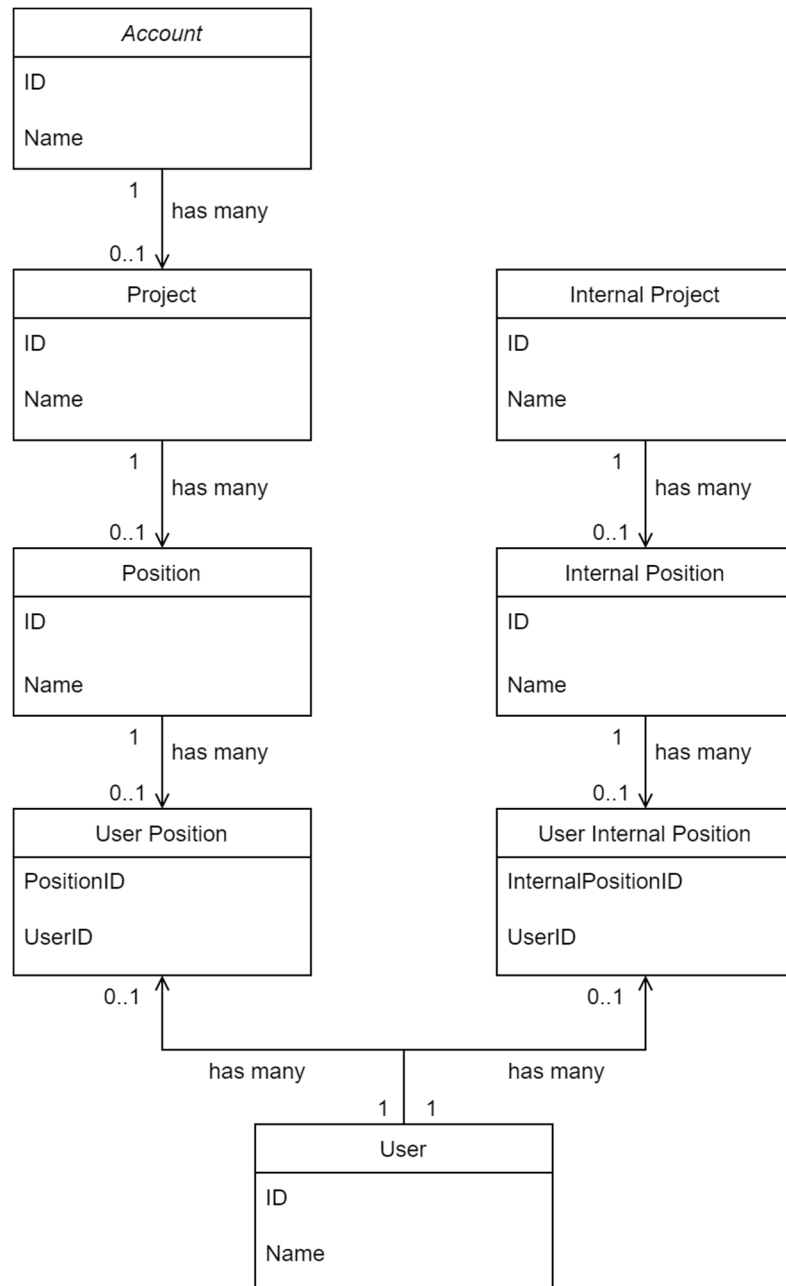 Account
ID
Name
1
has many
0..1
Project
ID
Name
Internal Project
ID
Name
1
has many
0..1
1
has many
0..1
Position
ID
Name
Internal Position
ID
Name
1
has many
0..1
1
has many
0..1
User Position
PositionID
UserID
User Internal Position
InternalPositionID
UserID
0..1
0..1
has many
has many
1
1
User
ID
Name